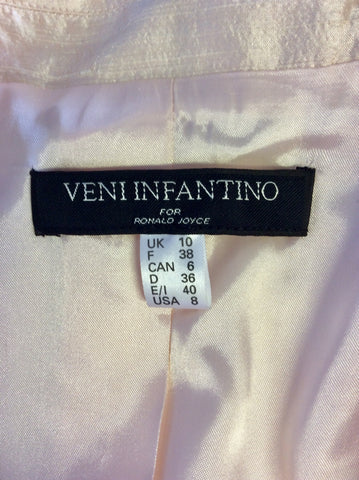 VENI INFANTINO
FOR
RONALD JOYCE
UK 10
F 38
CAN 6
D 36
E/I 40
USA 8